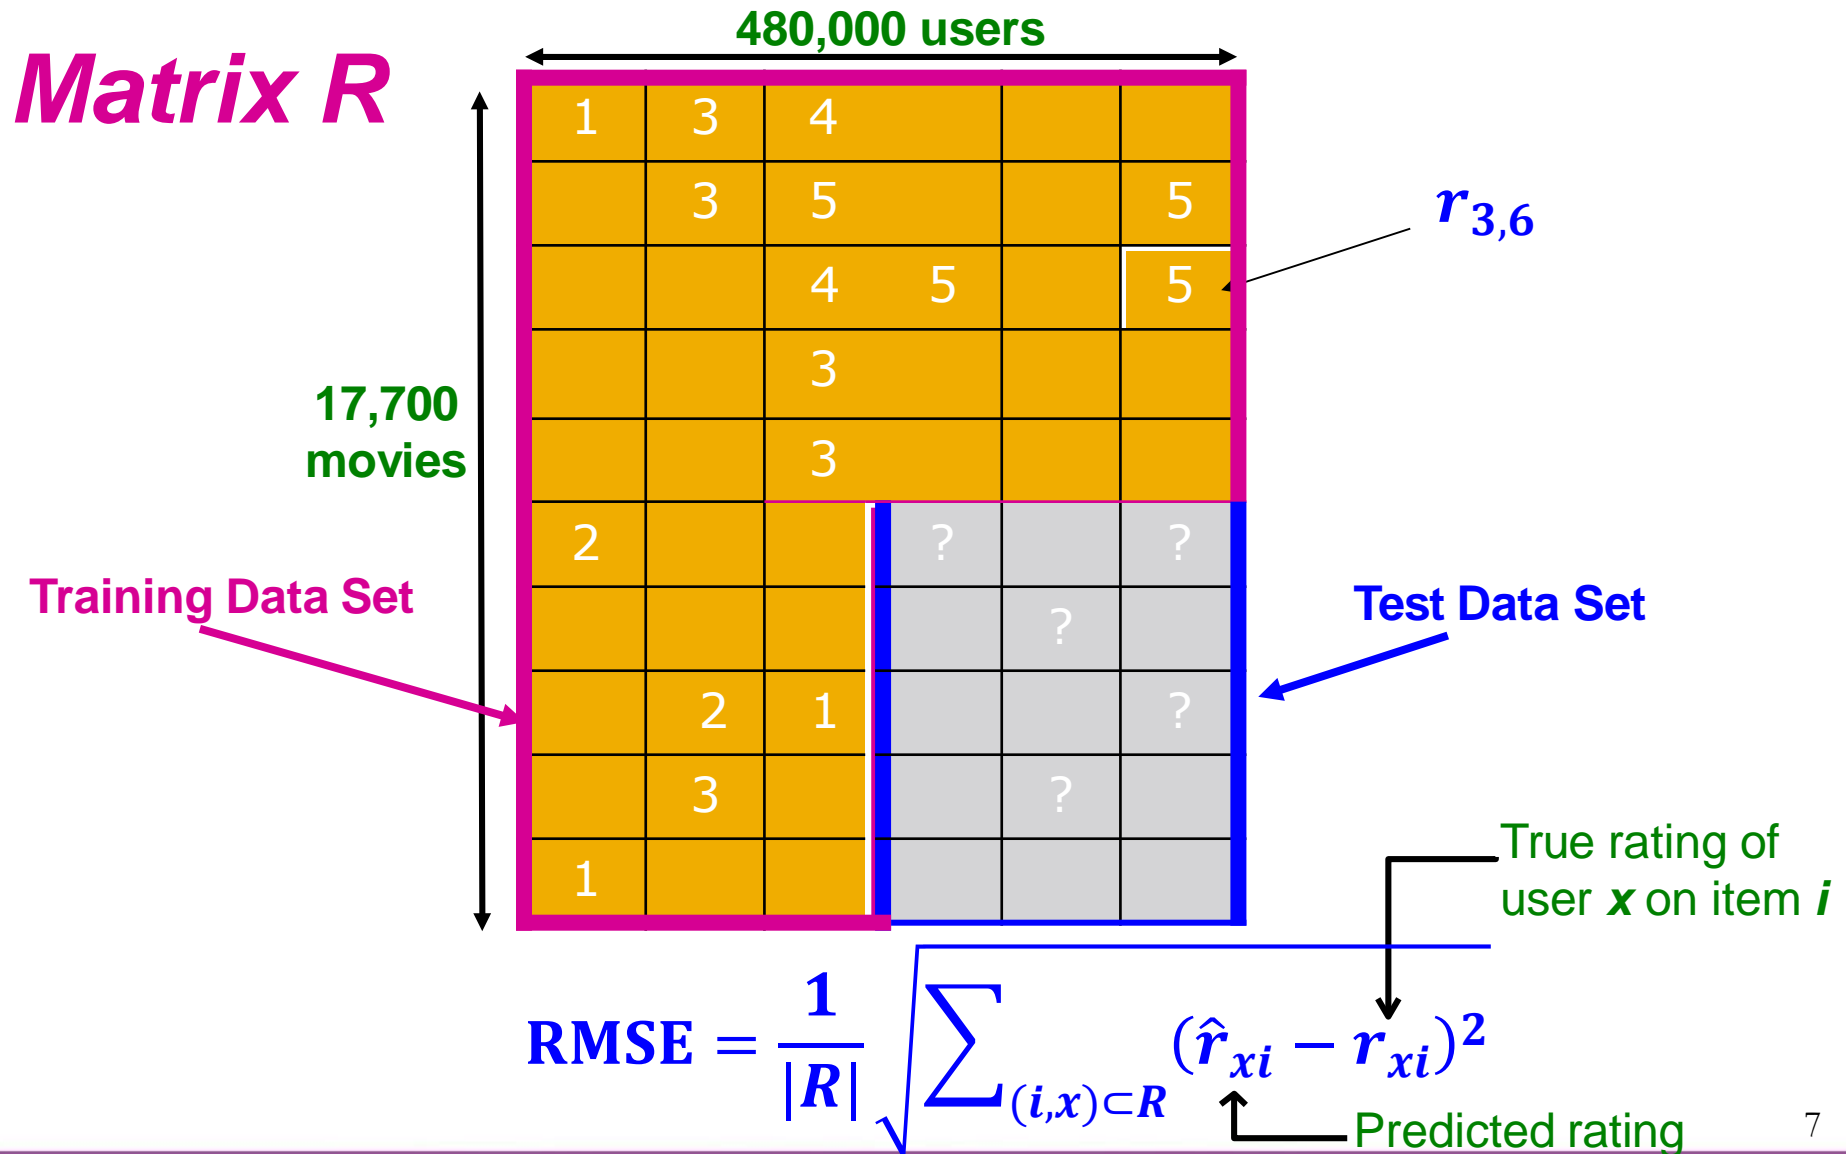 480,000 users
Matrix R
1 3 4
3 5 5
r3,6
4 5 5
3
17,700
movies
3
2 ? ?
Training Data Set
?
Test Data Set
2 1 ?
3 ?
1
True rating of
user x on item i
RMSE = 1/|R| √∑(i,x)⊂R (r̂xi − rxi)²
Predicted rating
7